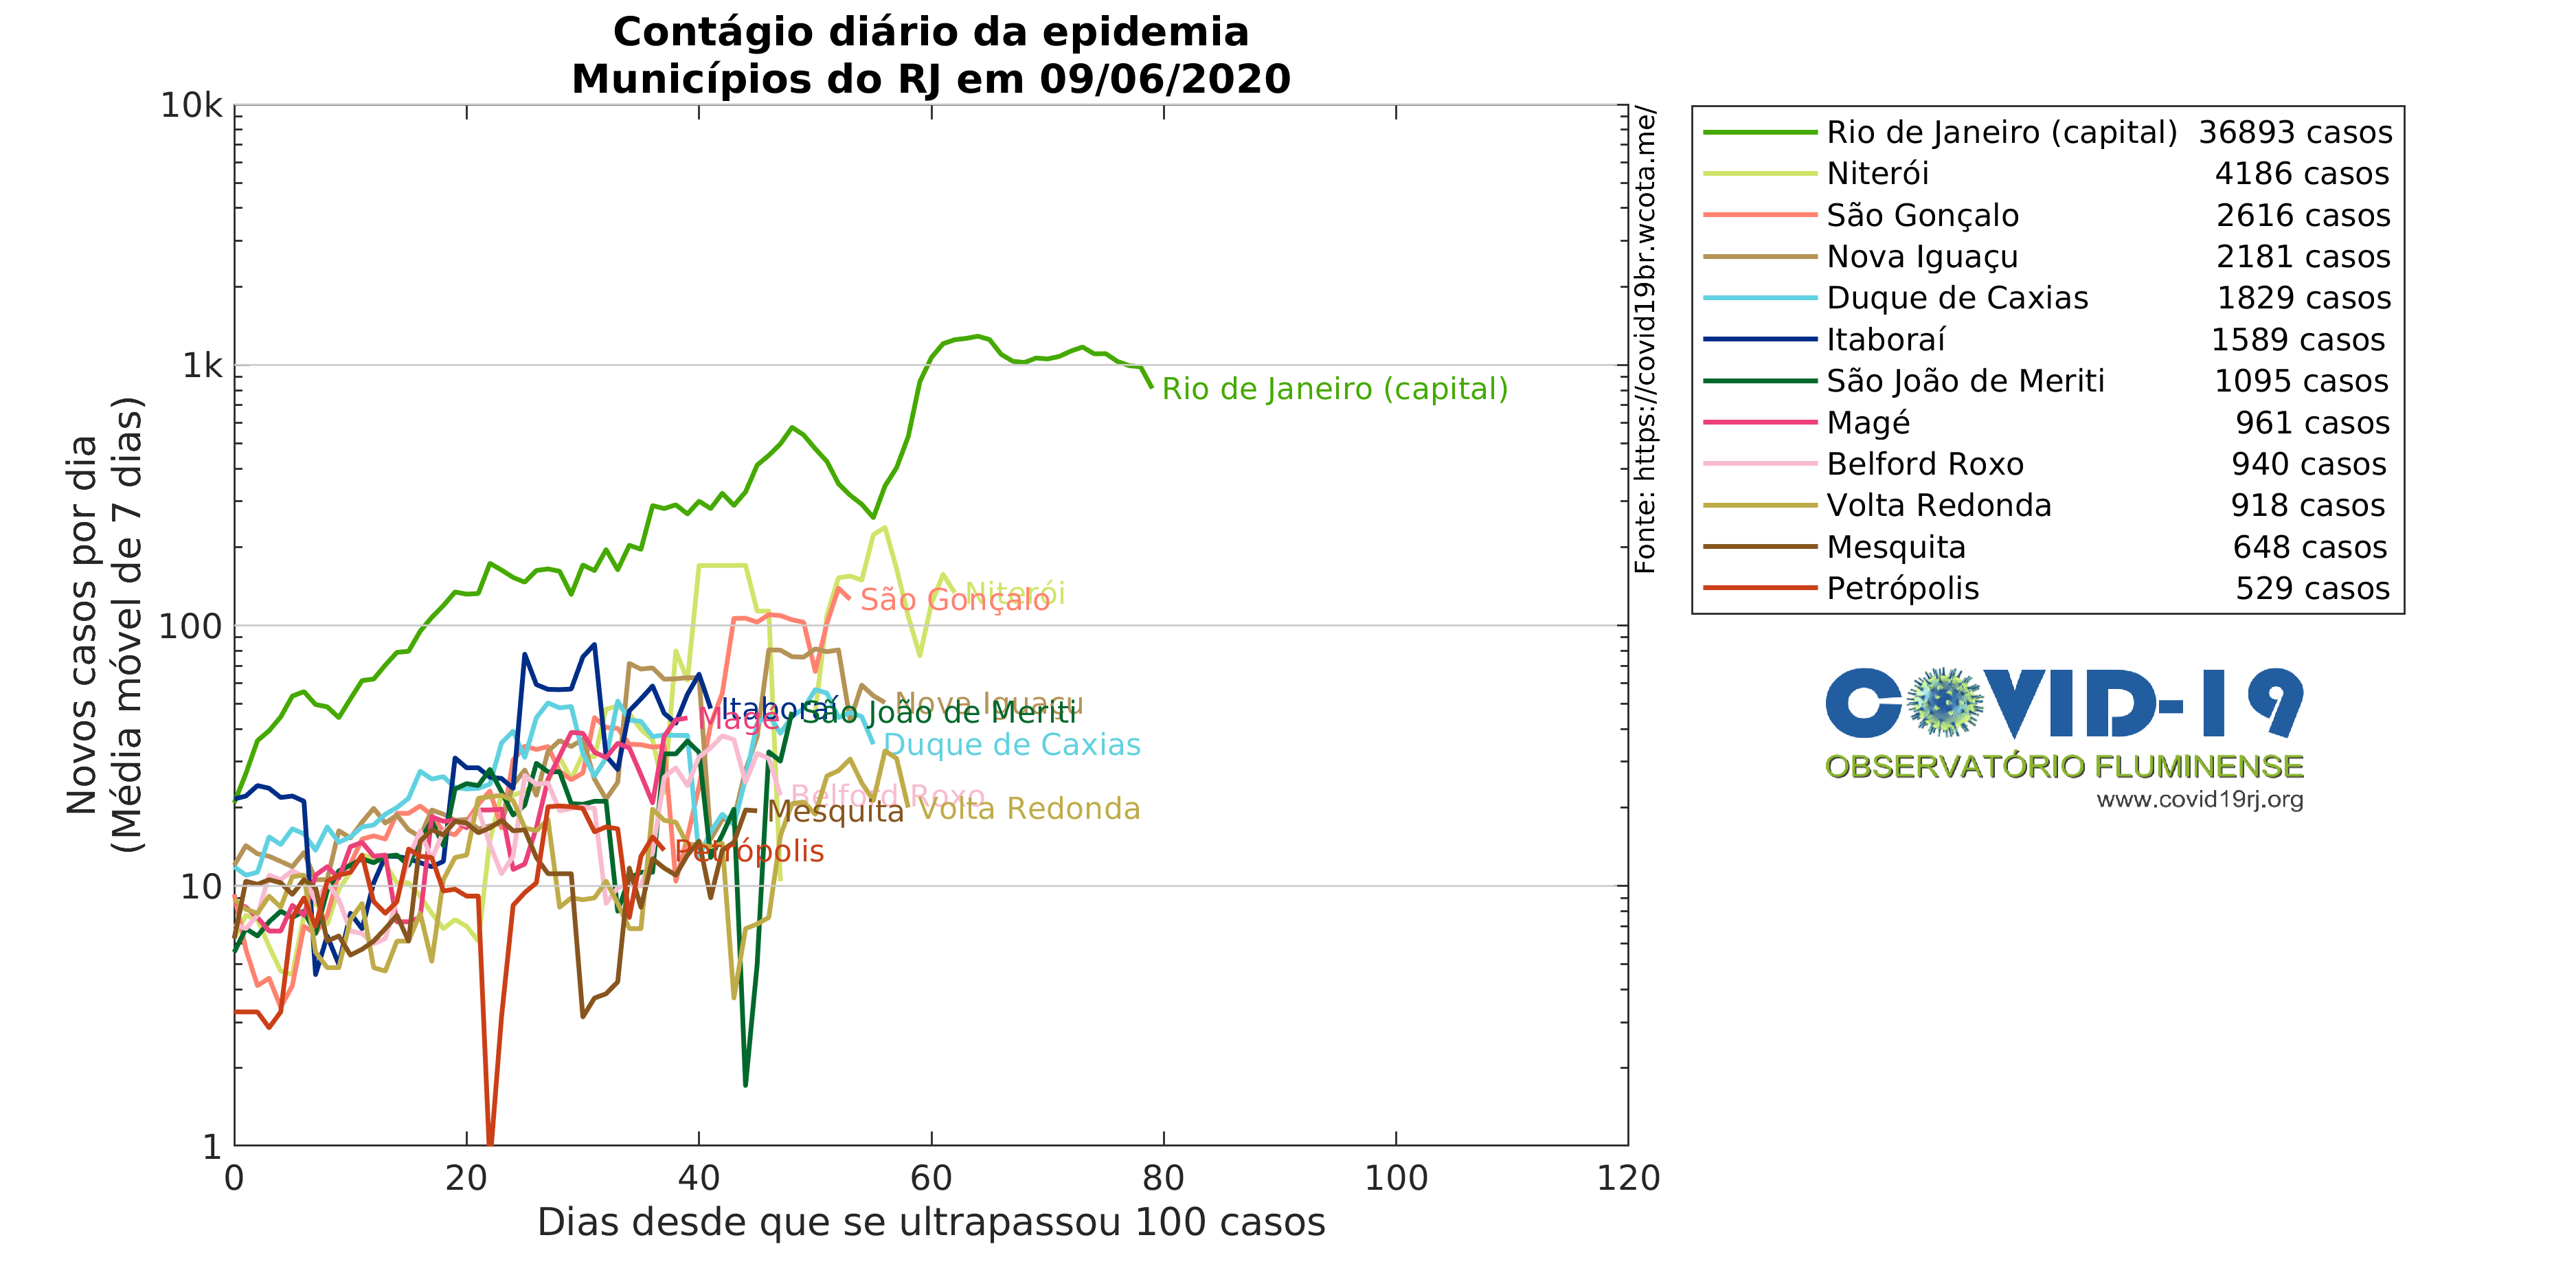 Contágio diário da epidemia
Municípios do RJ em 09/06/2020
Novos casos por dia
(Média móvel de 7 dias)
10k
1k
100
10
1
0 20 40 60 80 100 120
Dias desde que se ultrapassou 100 casos
Rio de Janeiro (capital)
Niterói
São Gonçalo
Nova Iguaçu
Itaboraí
São João de Meriti
Magé
Duque de Caxias
Belford Roxo
Volta Redonda
Mesquita
Petrópolis
Fonte: https://covid19br.wcota.me/
Rio de Janeiro (capital) 36893 casos
Niterói 4186 casos
São Gonçalo 2616 casos
Nova Iguaçu 2181 casos
Duque de Caxias 1829 casos
Itaboraí 1589 casos
São João de Meriti 1095 casos
Magé 961 casos
Belford Roxo 940 casos
Volta Redonda 918 casos
Mesquita 648 casos
Petrópolis 529 casos
COVID-19
OBSERVATÓRIO FLUMINENSE
www.covid19rj.org